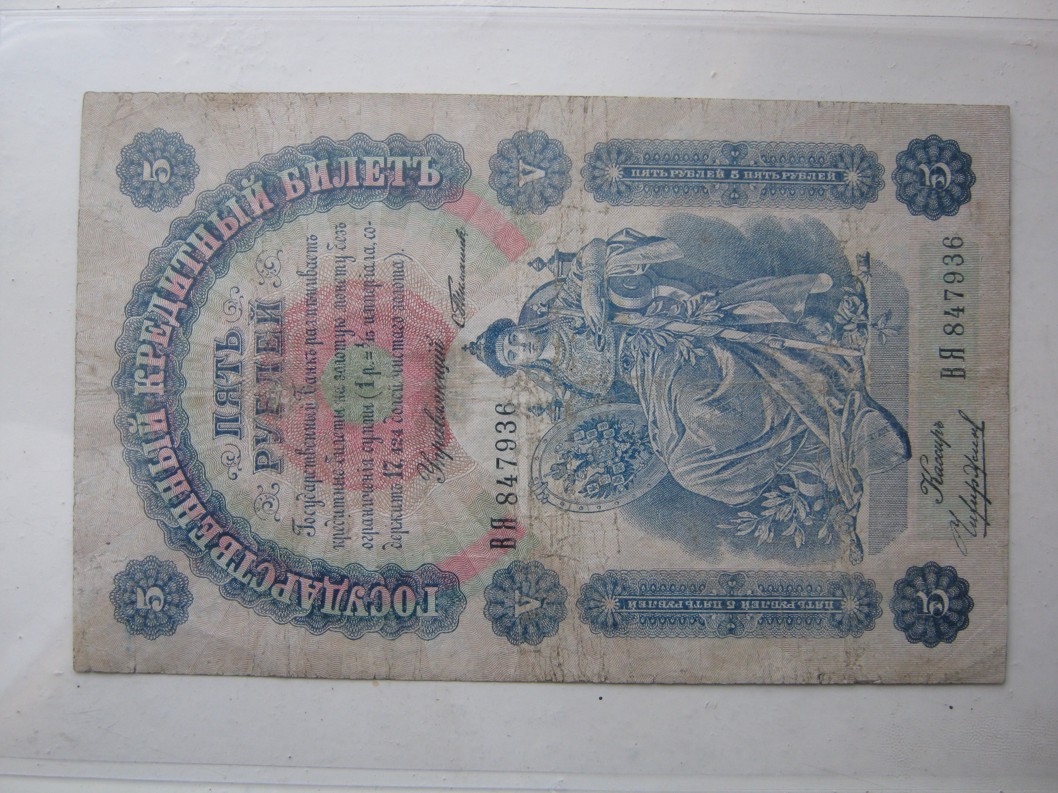 ГОСУДАРСТВЕННЫЙ КРЕДИТНЫЙ БИЛЕТЪ
5
5
ПЯТЬ
РУБЛЕЙ
Государственный Банкъ размѣниваетъ
кредитные билеты на золотую монету безъ
ограниченія суммы (1 р. = 1/15 имперіала, со-
держитъ 17,424 долей чистаго золота).
Управляющій
V
V
ВЯ 847936
ПЯТЬ РУБЛЕЙ 5 ПЯТЬ РУБЛЕЙ
ПЯТЬ РУБЛЕЙ 5 ПЯТЬ РУБЛЕЙ
ВЯ 847936
Кассиръ
5
5